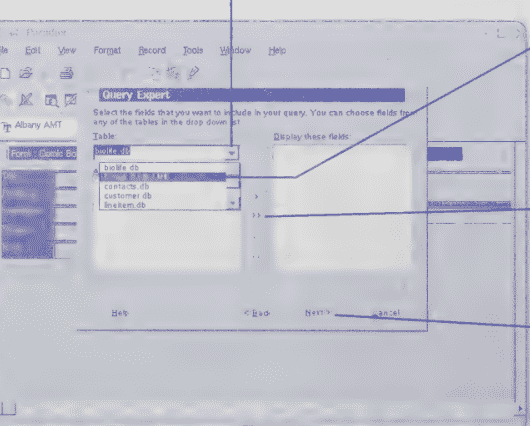 Paradox
File Edit View Format Record Tools Window Help
Albany AMT
Query Expert
Select the fields that you want to include in your query. You can choose fields from
any of the tables in the drop down list
Table: Display these fields:
biolife.db
biolife.db
contacts.db
customer.db
lineitem.db
>
>>
Help < Back Next > Cancel